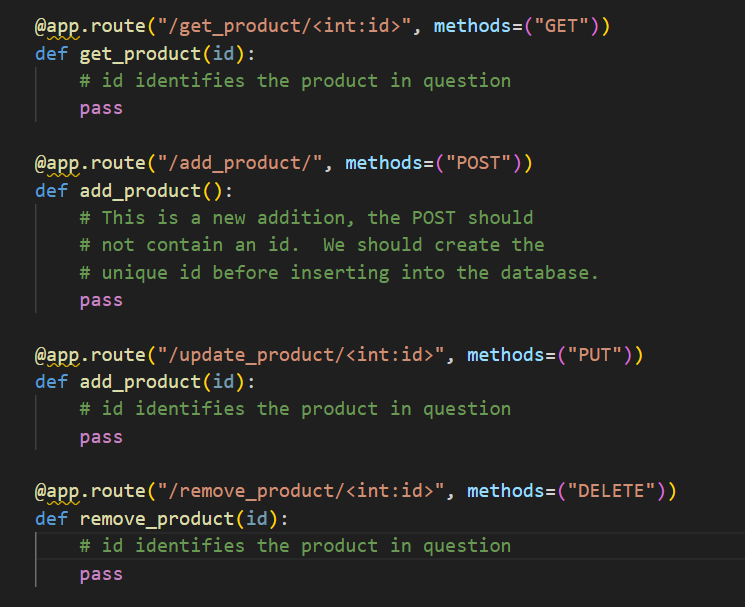 @app.route("/get_product/<int:id>", methods=("GET"))
def get_product(id):
    # id identifies the product in question
    pass

@app.route("/add_product/", methods=("POST"))
def add_product():
    # This is a new addition, the POST should
    # not contain an id.  We should create the
    # unique id before inserting into the database.
    pass

@app.route("/update_product/<int:id>", methods=("PUT"))
def add_product(id):
    # id identifies the product in question
    pass

@app.route("/remove_product/<int:id>", methods=("DELETE"))
def remove_product(id):
    # id identifies the product in question
    pass